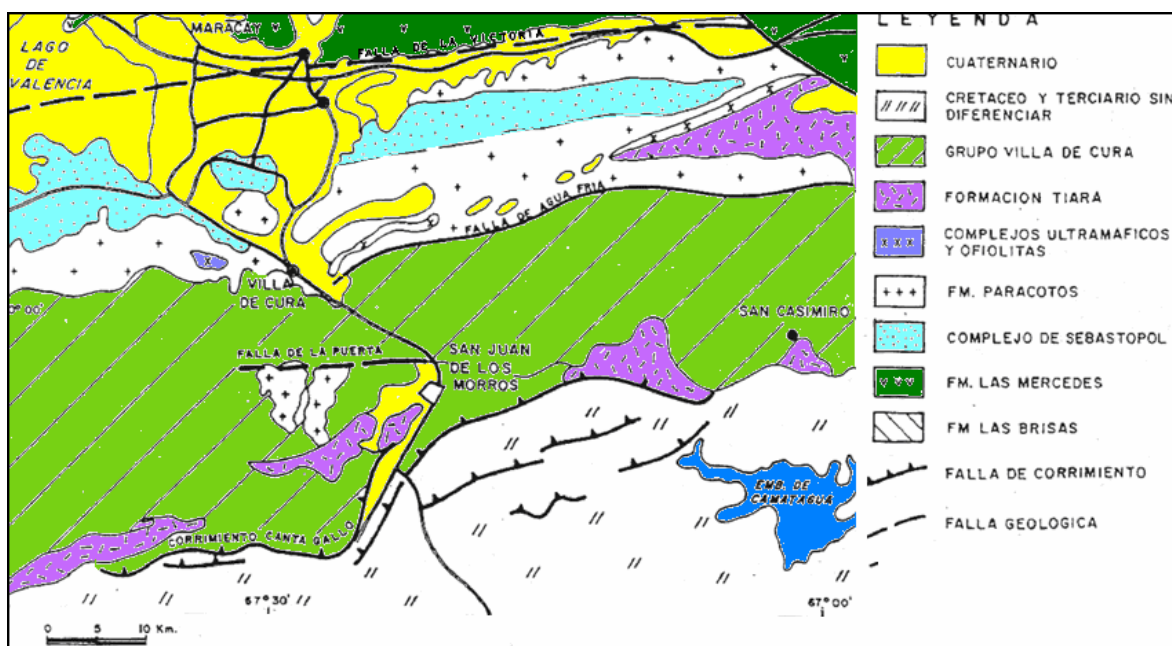 MARACAY
LAGO
DE
VALENCIA
FALLA DE LA VICTORIA
FALLA DE AGUA FRIA
VILLA
DE CURA
0°00'
SAN CASIMIRO
FALLA DE LA PUERTA
SAN JUAN
DE LOS
MORROS
EMB. DE
CAMATAGUA
CORRIMIENTO CANTA GALLO
67°30'
67°00'
0 5 10 Km.
LEYENDA
CUATERNARIO
CRETACEO Y TERCIARIO SIN
DIFERENCIAR
GRUPO VILLA DE CURA
FORMACION TIARA
COMPLEJOS ULTRAMAFICOS
Y OFIOLITAS
FM. PARACOTOS
COMPLEJO DE SEBASTOPOL
FM. LAS MERCEDES
FM LAS BRISAS
FALLA DE CORRIMIENTO
FALLA GEOLOGICA